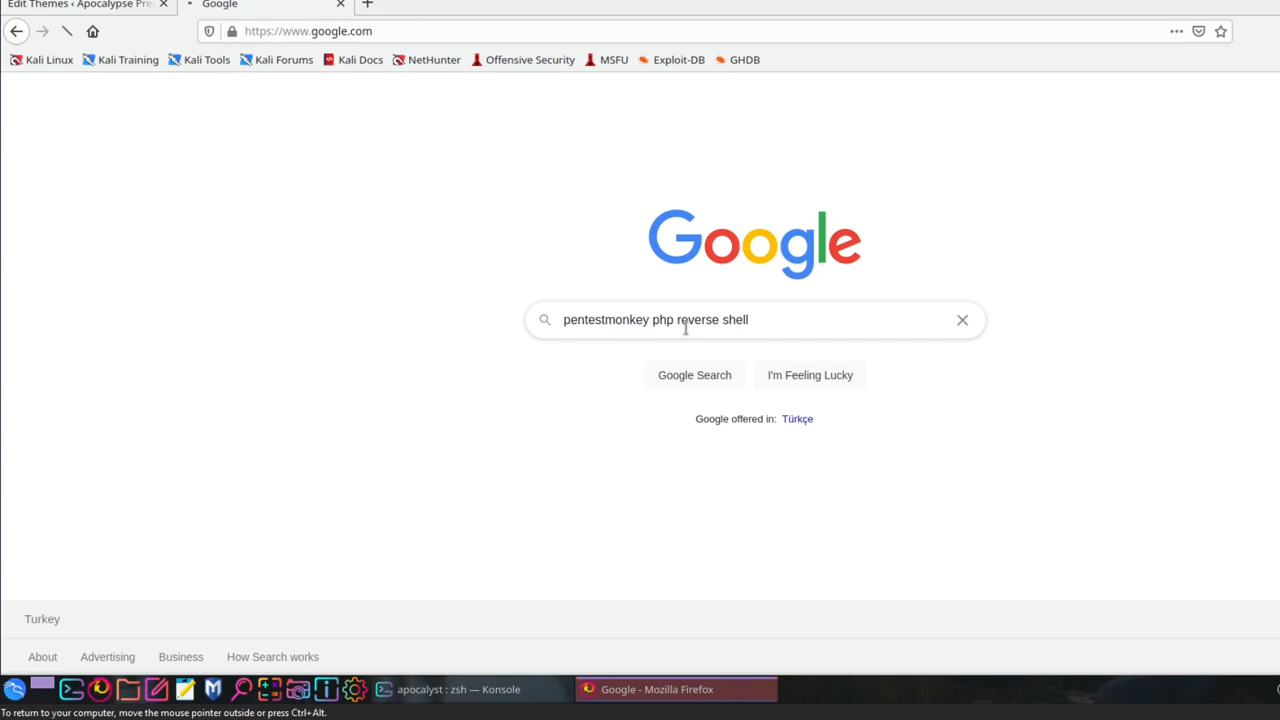 Edit Themes ‹ Apocalypse Pre
Google
https://www.google.com
Kali Linux
Kali Training
Kali Tools
Kali Forums
Kali Docs
NetHunter
Offensive Security
MSFU
Exploit-DB
GHDB
Google
pentestmonkey php reverse shell
Google Search
I'm Feeling Lucky
Google offered in: Türkçe
Turkey
About
Advertising
Business
How Search works
apocalyst : zsh — Konsole
Google - Mozilla Firefox
To return to your computer, move the mouse pointer outside or press Ctrl+Alt.